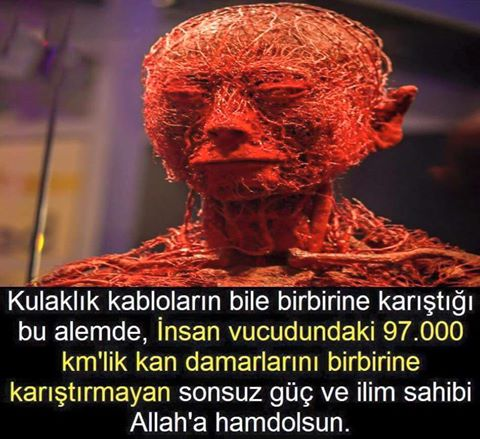 Kulaklık kabloların bile birbirine karıştığı
bu alemde, İnsan vucudundaki 97.000
km'lik kan damarlarını birbirine
karıştırmayan sonsuz güç ve ilim sahibi
Allah'a hamdolsun.